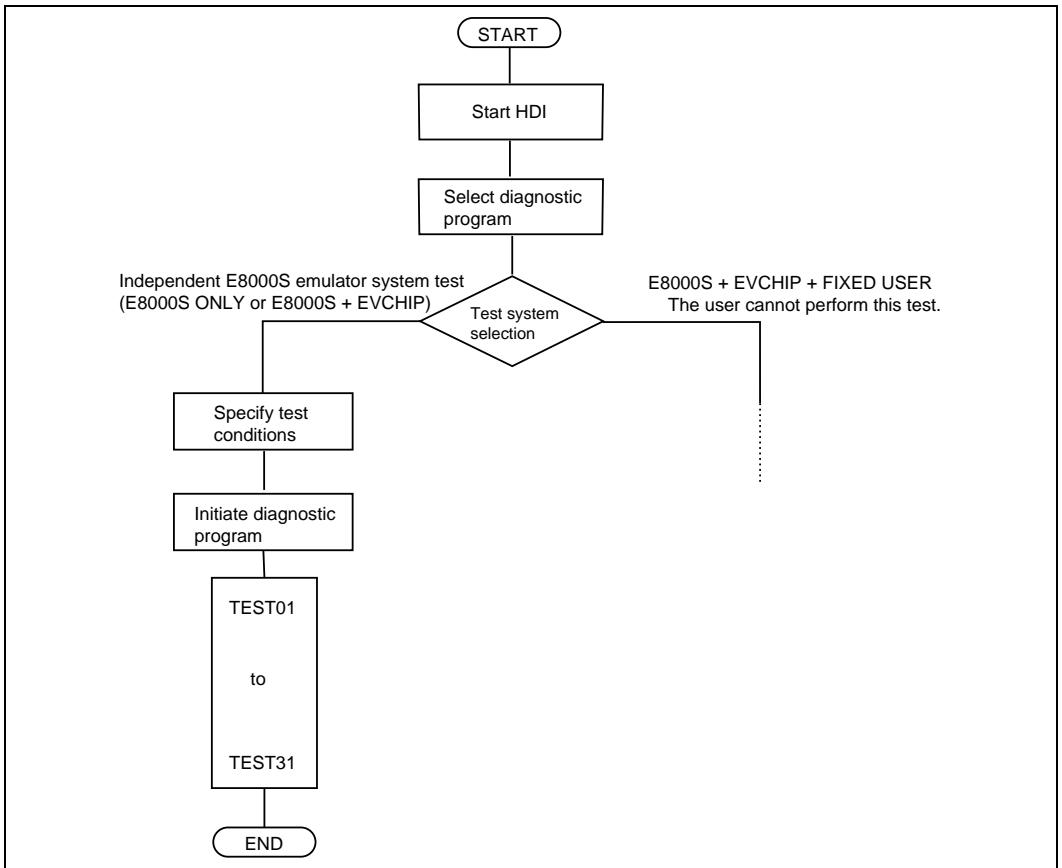 START
Start HDI
Select diagnostic
program
Independent E8000S emulator system test
(E8000S ONLY or E8000S + EVCHIP)
Test system
selection
E8000S + EVCHIP + FIXED USER
The user cannot perform this test.
Specify test
conditions
Initiate diagnostic
program
TEST01
to
TEST31
END